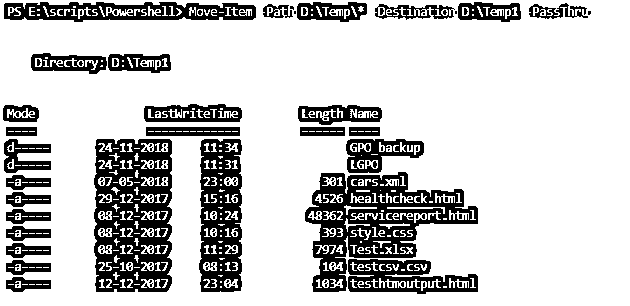 PS E:\scripts\Powershell> Move-Item -Path D:\Temp\* -Destination D:\Temp1 -PassThru
Directory: D:\Temp1
Mode LastWriteTime Length Name
---- ------------- ------ ----
d----- 24-11-2018 11:34 GPO_backup
d----- 24-11-2018 11:31 LGPO
-a---- 07-05-2018 23:00 301 cars.xml
-a---- 29-12-2017 15:16 4526 healthcheck.html
-a---- 08-12-2017 10:24 48362 servicereport.html
-a---- 08-12-2017 10:16 393 style.css
-a---- 08-12-2017 11:29 7974 Test.xlsx
-a---- 25-10-2017 08:13 104 testcsv.csv
-a---- 12-12-2017 23:04 1034 testhtmoutput.html